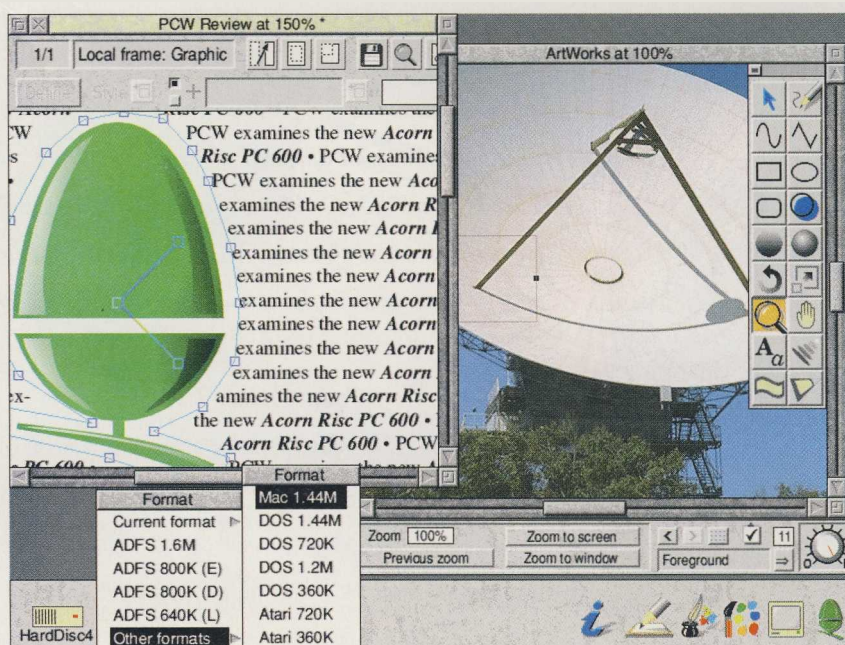 PCW Review at 150% *
1/1 Local frame: Graphic
PCW examines the new Acorn
Risc PC 600 • PCW examines
PCW examines the new Aco
examines the new Acorn R
examines the new Acorn
examines the new Acorn
examines the new Acorn
examines the new Acorn
examines the new Acorn
examines the new Acorn
examines the new Acorn
ex- amines the new Acorn Risc
the new Acorn Risc PC 600 •
Acorn Risc PC 600 • PCW
ArtWorks at 100%
Aa
Format
Current format
ADFS 1.6M
ADFS 800K (E)
ADFS 800K (D)
ADFS 640K (L)
Other formats
Format
Mac 1.44M
DOS 1.44M
DOS 720K
DOS 1.2M
DOS 360K
Atari 720K
Atari 360K
Zoom 100% Zoom to screen
Previous zoom Zoom to window
11
Foreground
HardDisc4